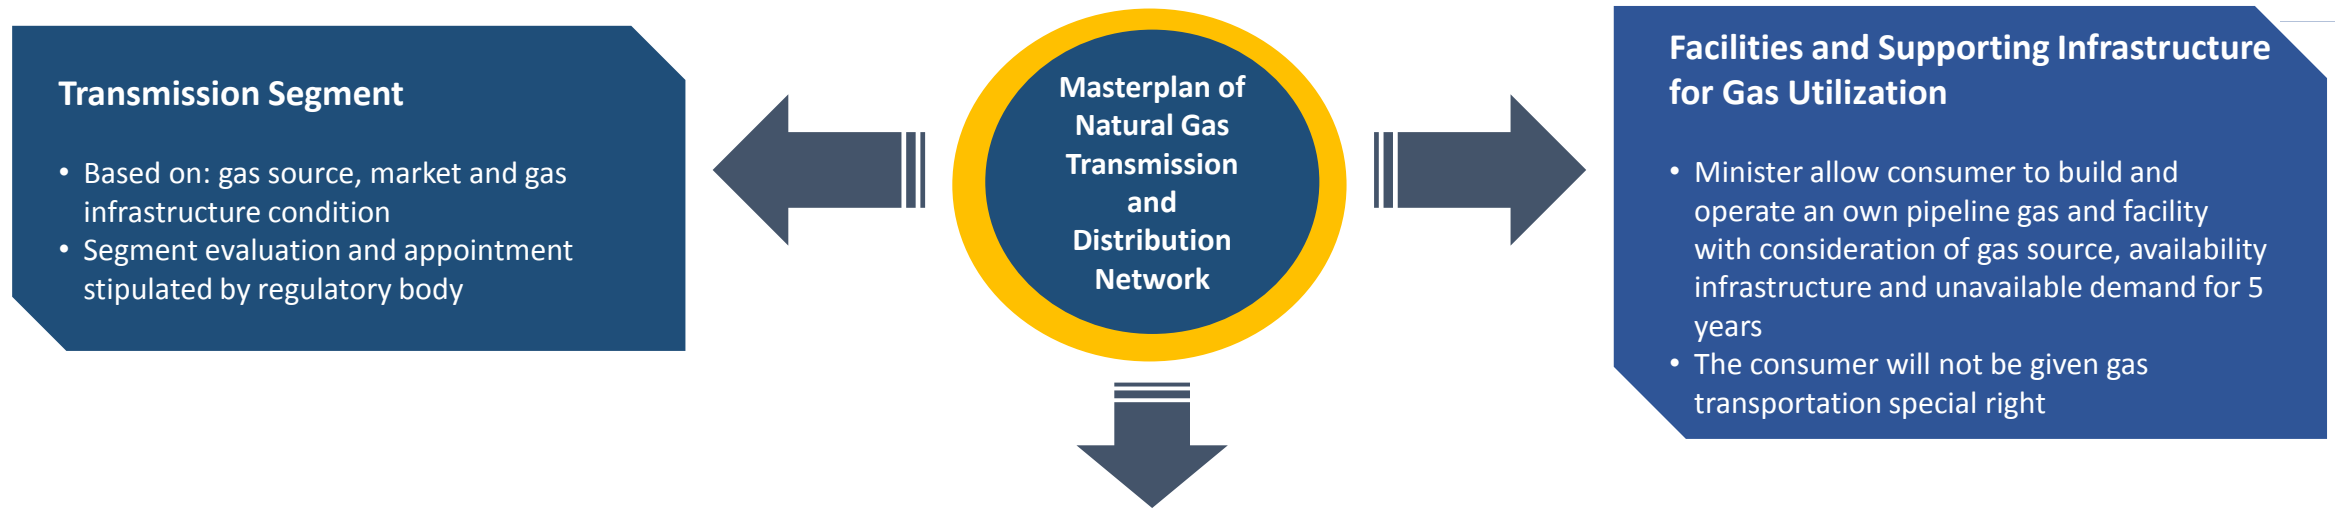 Transmission Segment
• Based on: gas source, market and gas
infrastructure condition
• Segment evaluation and appointment
stipulated by regulatory body
Masterplan of
Natural Gas
Transmission
and
Distribution
Network
Facilities and Supporting Infrastructure
for Gas Utilization
• Minister allow consumer to build and
operate an own pipeline gas and facility
with consideration of gas source, availability
infrastructure and unavailable demand for 5
years
• The consumer will not be given gas
transportation special right